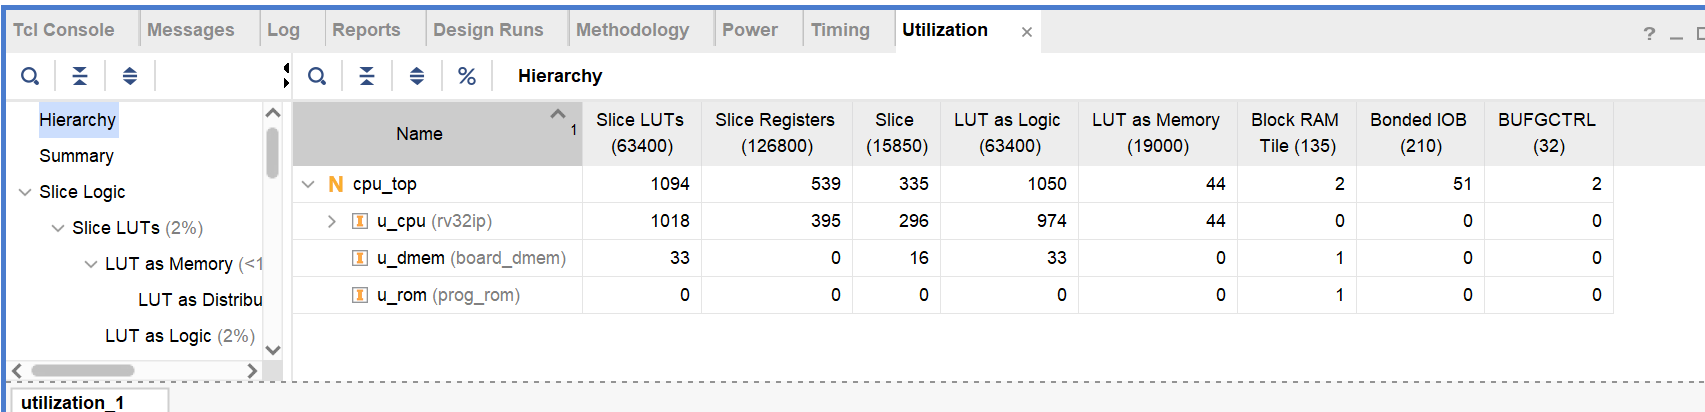 Tcl Console Messages Log Reports Design Runs Methodology Power Timing Utilization × ? _
% Hierarchy
Hierarchy
Summary
Slice Logic
Slice LUTs (2%)
LUT as Memory (<1
LUT as Distribu
LUT as Logic (2%)
Name 1 Slice LUTs (63400) Slice Registers (126800) Slice (15850) LUT as Logic (63400) LUT as Memory (19000) Block RAM Tile (135) Bonded IOB (210) BUFGCTRL (32)
N cpu_top 1094 539 335 1050 44 2 51 2
I u_cpu (rv32ip) 1018 395 296 974 44 0 0 0
I u_dmem (board_dmem) 33 0 16 33 0 1 0 0
I u_rom (prog_rom) 0 0 0 0 0 1 0 0
utilization_1